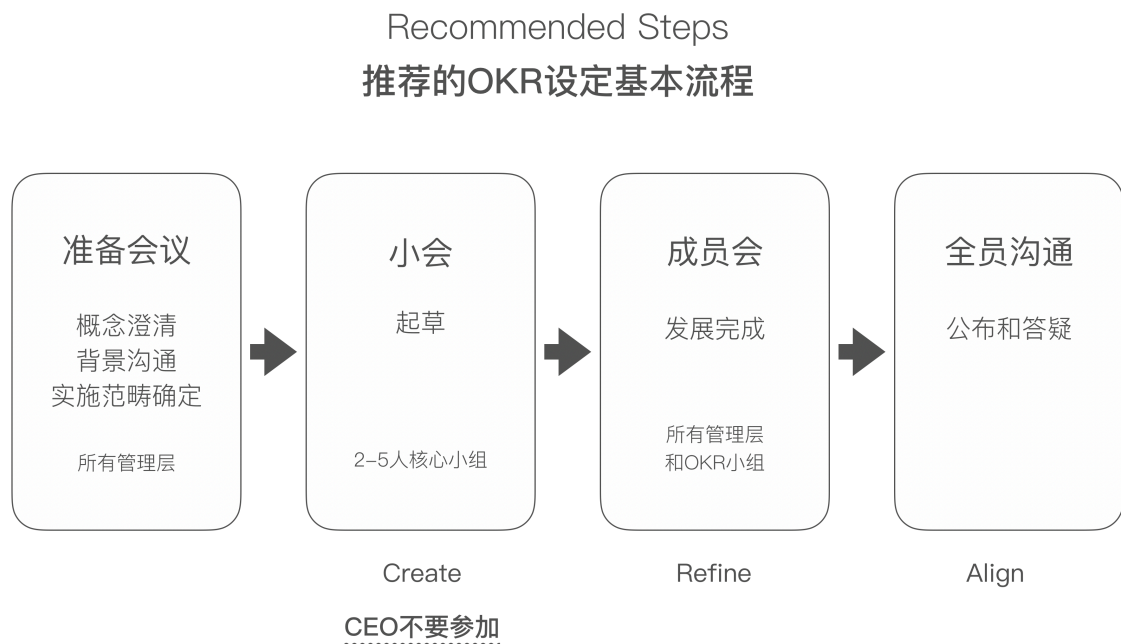 Recommended Steps
推荐的OKR设定基本流程
准备会议
概念澄清
背景沟通
实施范畴确定
所有管理层
小会
起草
2-5人核心小组
Create
CEO不要参加
成员会
发展完成
所有管理层
和OKR小组
Refine
全员沟通
公布和答疑
Align